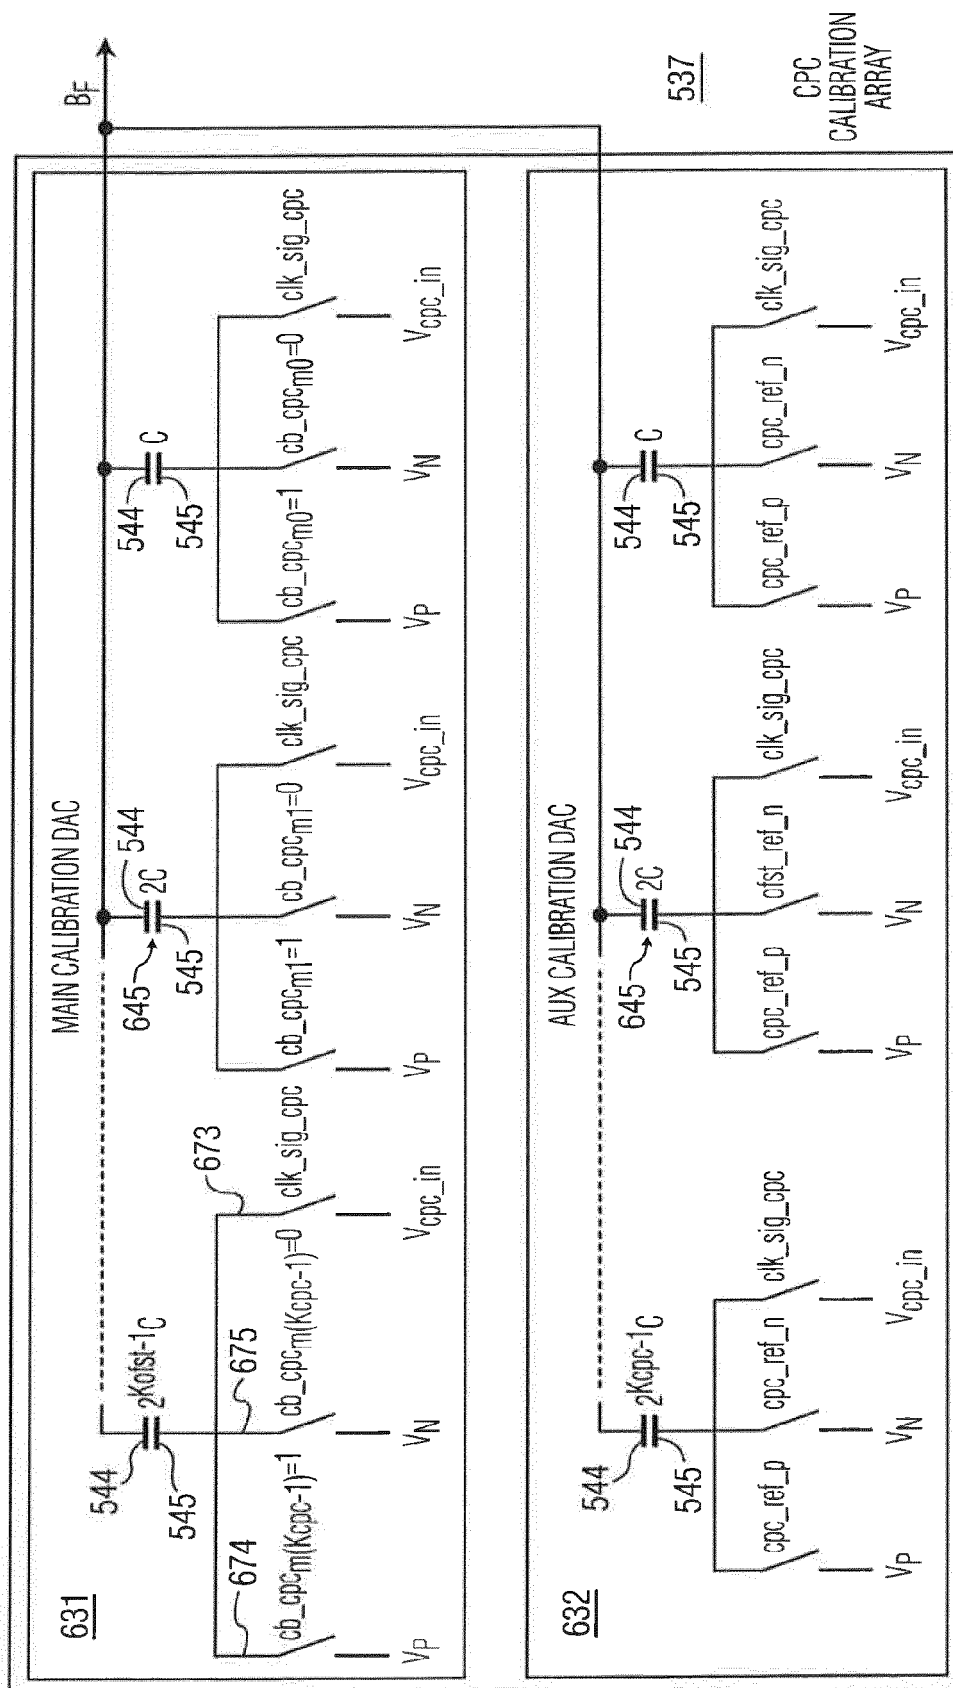 537
CPC
CALIBRATION
ARRAY
B_F
631
MAIN CALIBRATION DAC
544
2^Kofst-1 C
545
645
544
2C
545
544
C
545
674
cb_cpc_m(Kcpc-1)=1
675
cb_cpc_m(Kcpc-1)=0
673
clk_sig_cpc
cb_cpc_m1=1
cb_cpc_m1=0
clk_sig_cpc
cb_cpc_m0=1
cb_cpc_m0=0
clk_sig_cpc
V_P
V_N
V_cpc_in
V_P
V_N
V_cpc_in
V_P
V_N
V_cpc_in
632
AUX CALIBRATION DAC
544
2^Kcpc-1 C
545
645
544
2C
545
544
C
545
cpc_ref_p
cpc_ref_n
clk_sig_cpc
cpc_ref_p
ofst_ref_n
clk_sig_cpc
cpc_ref_p
cpc_ref_n
clk_sig_cpc
V_P
V_N
V_cpc_in
V_P
V_N
V_cpc_in
V_P
V_N
V_cpc_in